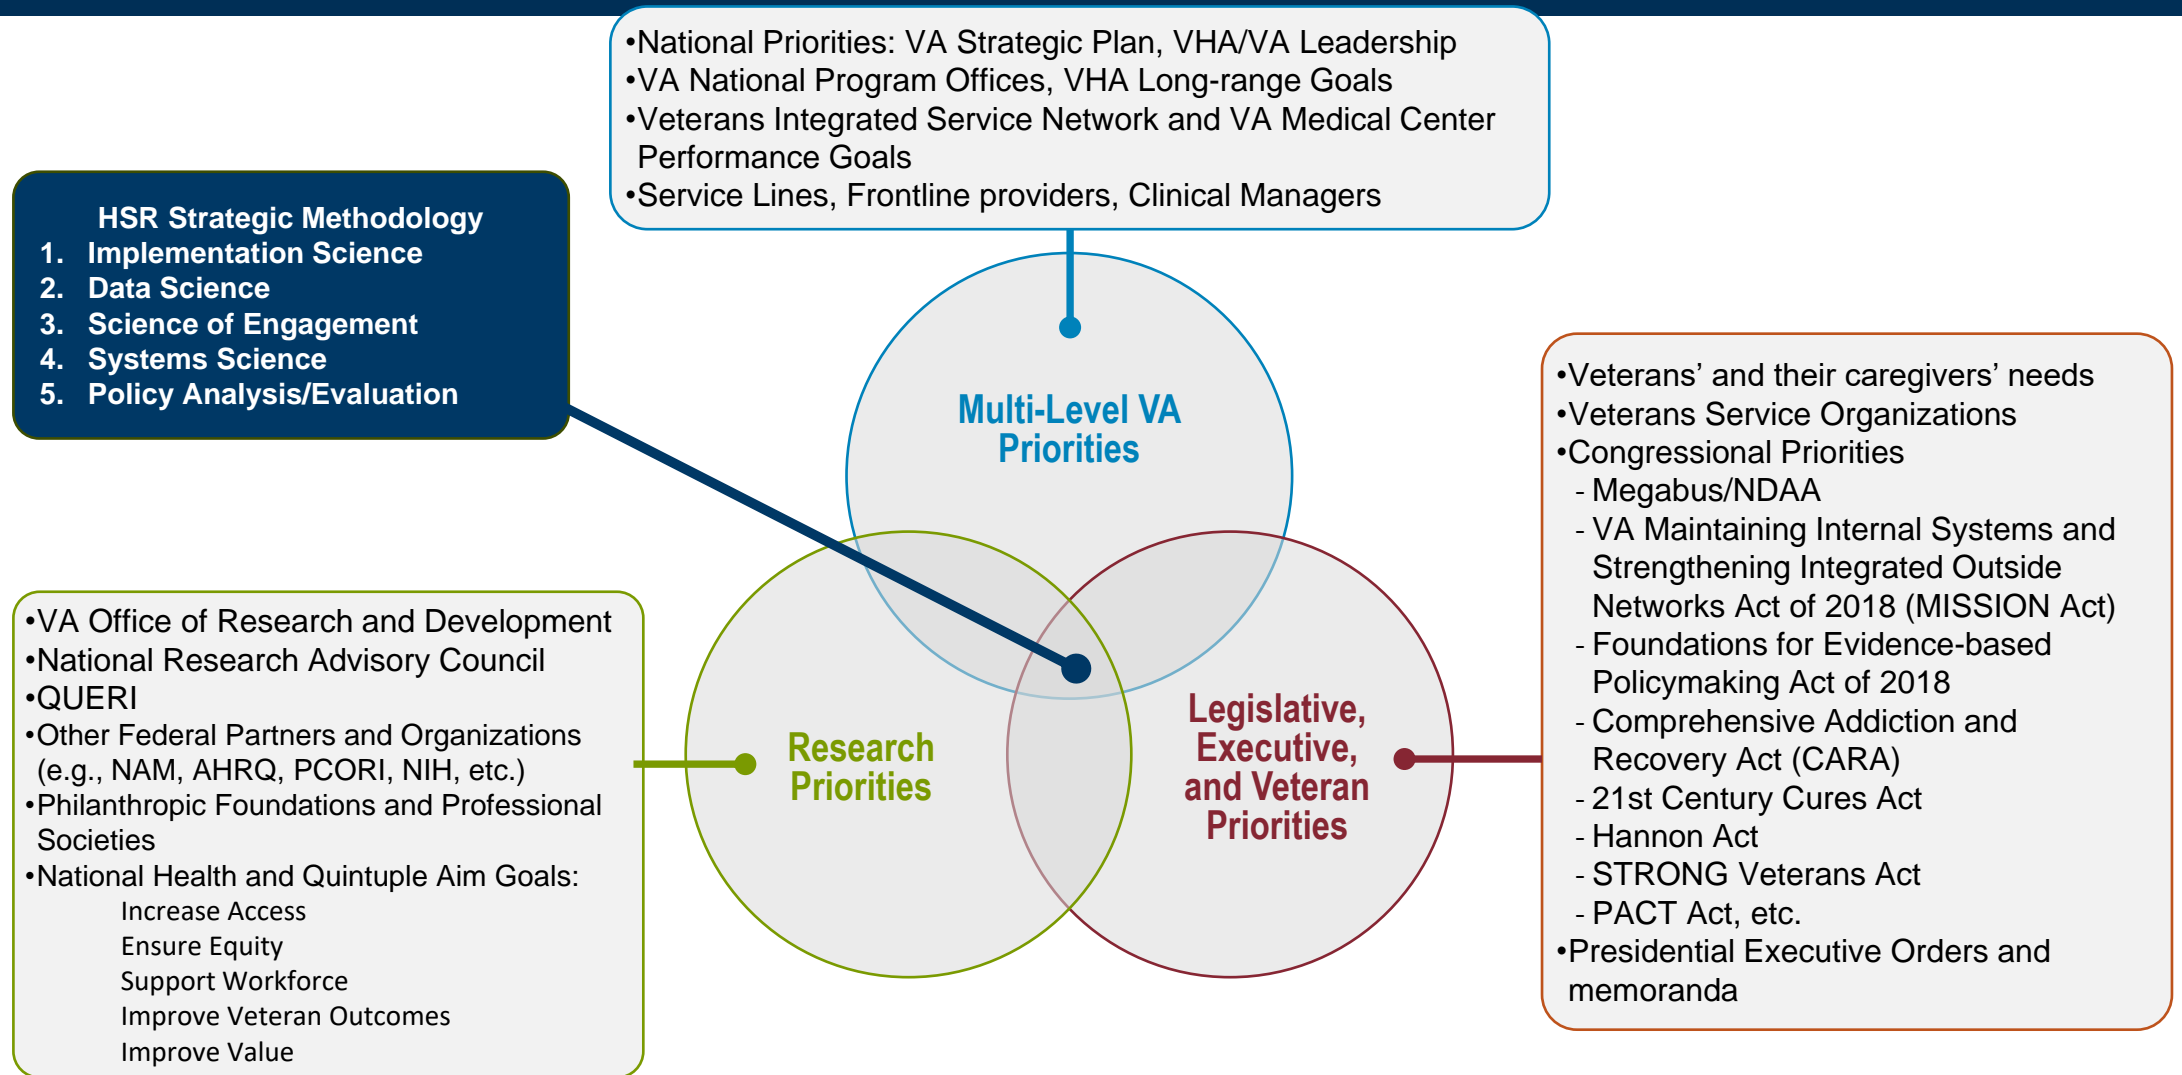 •National Priorities: VA Strategic Plan, VHA/VA Leadership
•VA National Program Offices, VHA Long-range Goals
•Veterans Integrated Service Network and VA Medical Center
Performance Goals
•Service Lines, Frontline providers, Clinical Managers
HSR Strategic Methodology
1. Implementation Science
2. Data Science
3. Science of Engagement
4. Systems Science
5. Policy Analysis/Evaluation
Multi-Level VA
Priorities
•VA Office of Research and Development
•National Research Advisory Council
•QUERI
•Other Federal Partners and Organizations
(e.g., NAM, AHRQ, PCORI, NIH, etc.)
•Philanthropic Foundations and Professional
Societies
•National Health and Quintuple Aim Goals:
Increase Access
Ensure Equity
Support Workforce
Improve Veteran Outcomes
Improve Value
Research
Priorities
Legislative,
Executive,
and Veteran
Priorities
•Veterans’ and their caregivers’ needs
•Veterans Service Organizations
•Congressional Priorities
- Megabus/NDAA
- VA Maintaining Internal Systems and
Strengthening Integrated Outside
Networks Act of 2018 (MISSION Act)
- Foundations for Evidence-based
Policymaking Act of 2018
- Comprehensive Addiction and
Recovery Act (CARA)
- 21st Century Cures Act
- Hannon Act
- STRONG Veterans Act
- PACT Act, etc.
•Presidential Executive Orders and
memoranda